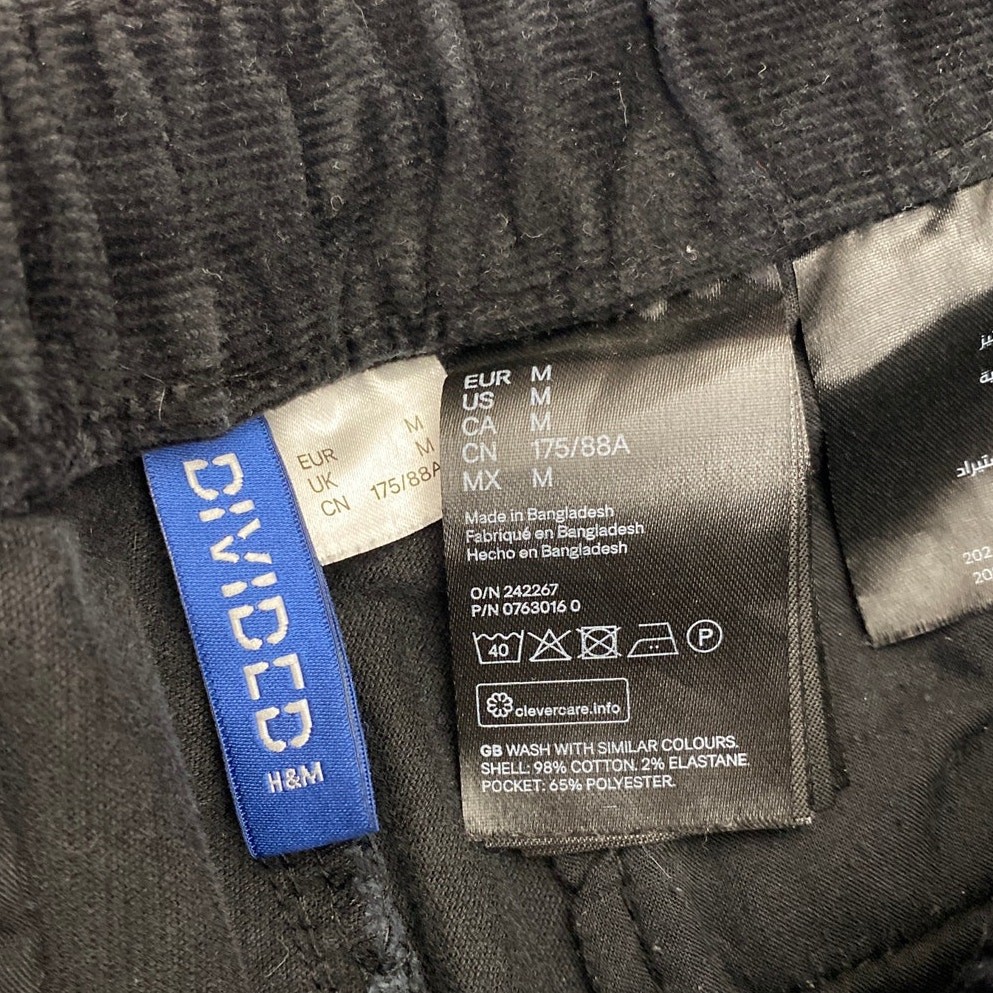 DIVIDED
H&M
EUR M
UK M
CN 175/88A
EUR M
US M
CA M
CN 175/88A
MX M
Made in Bangladesh
Fabriqué en Bangladesh
Hecho en Bangladesh
O/N 242267
P/N 0763016 0
40 P
clevercare.info
GB WASH WITH SIMILAR COLOURS.
SHELL: 98% COTTON. 2% ELASTANE.
POCKET: 65% POLYESTER.